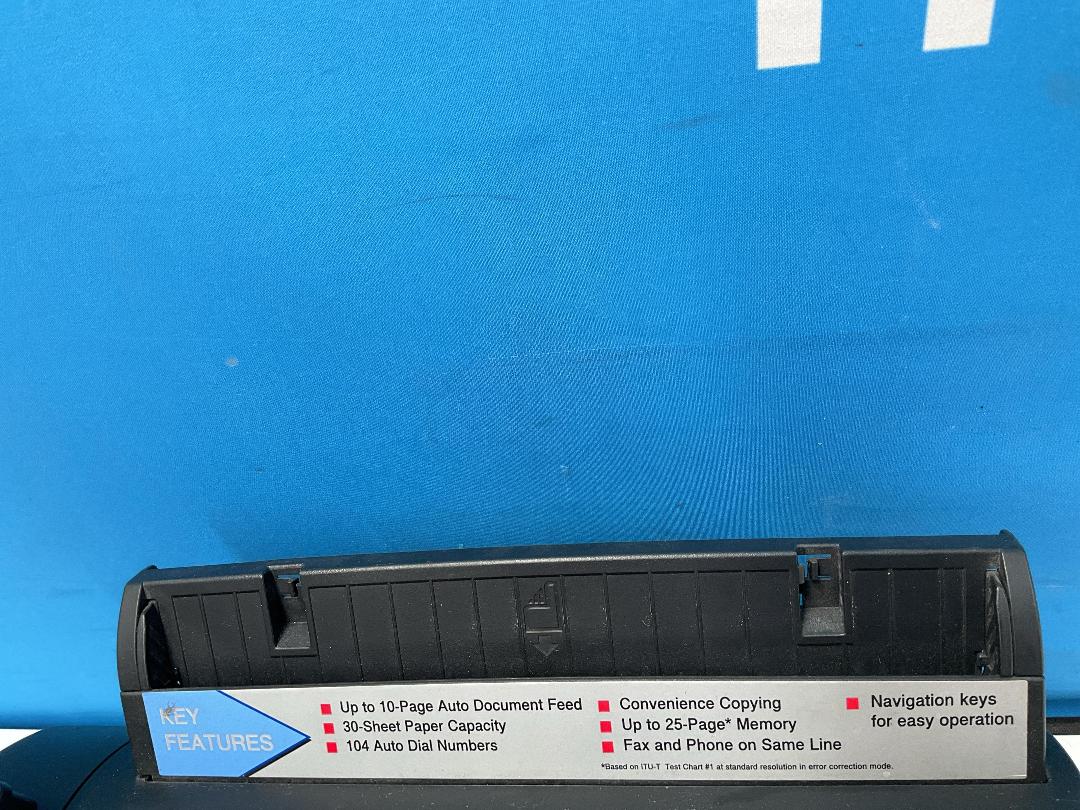 KEY
FEATURES
Up to 10-Page Auto Document Feed
30-Sheet Paper Capacity
104 Auto Dial Numbers
Convenience Copying
Up to 25-Page* Memory
Fax and Phone on Same Line
*Based on ITU-T Test Chart #1 at standard resolution in error correction mode.
Navigation keys
for easy operation